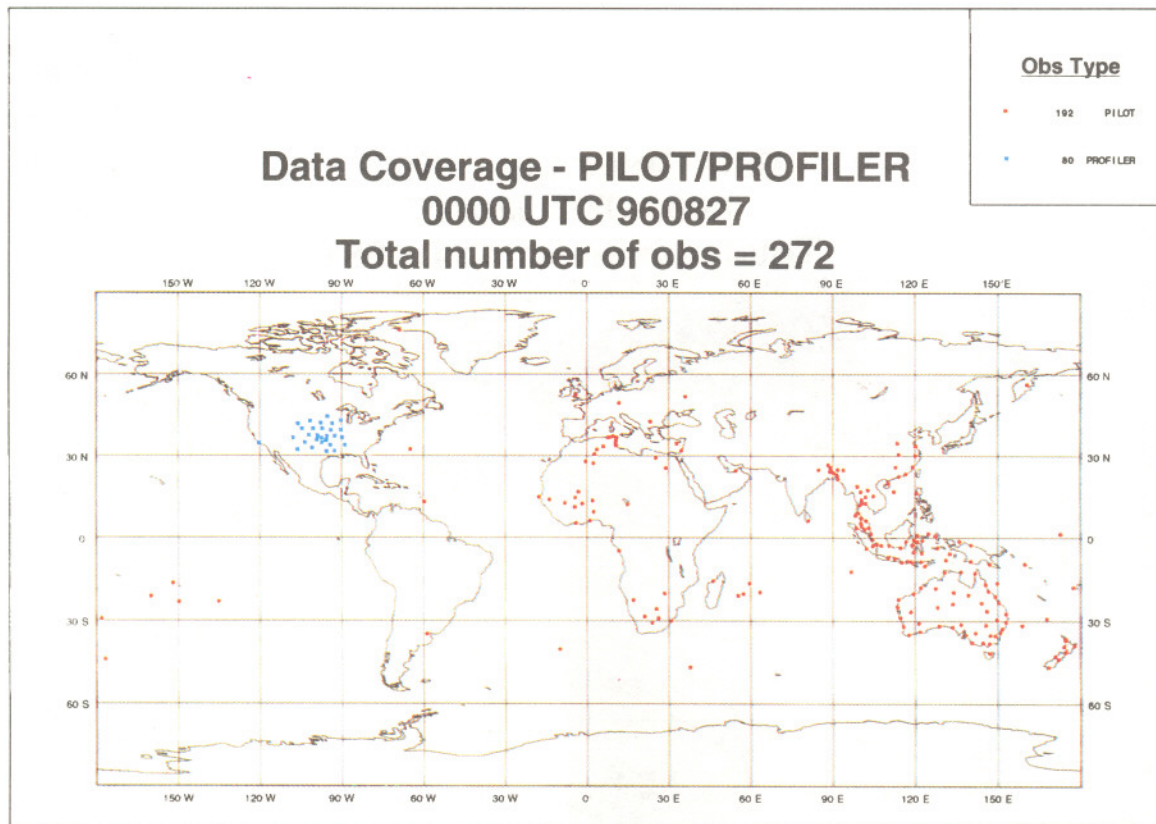 Obs Type
192 PILOT
80 PROFILER
Data Coverage - PILOT/PROFILER
0000 UTC 960827
Total number of obs = 272
150 W 120 W 90 W 60 W 30 W 0 30 E 60 E 90 E 120 E 150 E
60 N 60 N
30 N 30 N
0 0
30 S 30 S
60 S 60 S
150 W 120 W 90 W 60 W 30 W 0 30 E 60 E 90 E 120 E 150 E